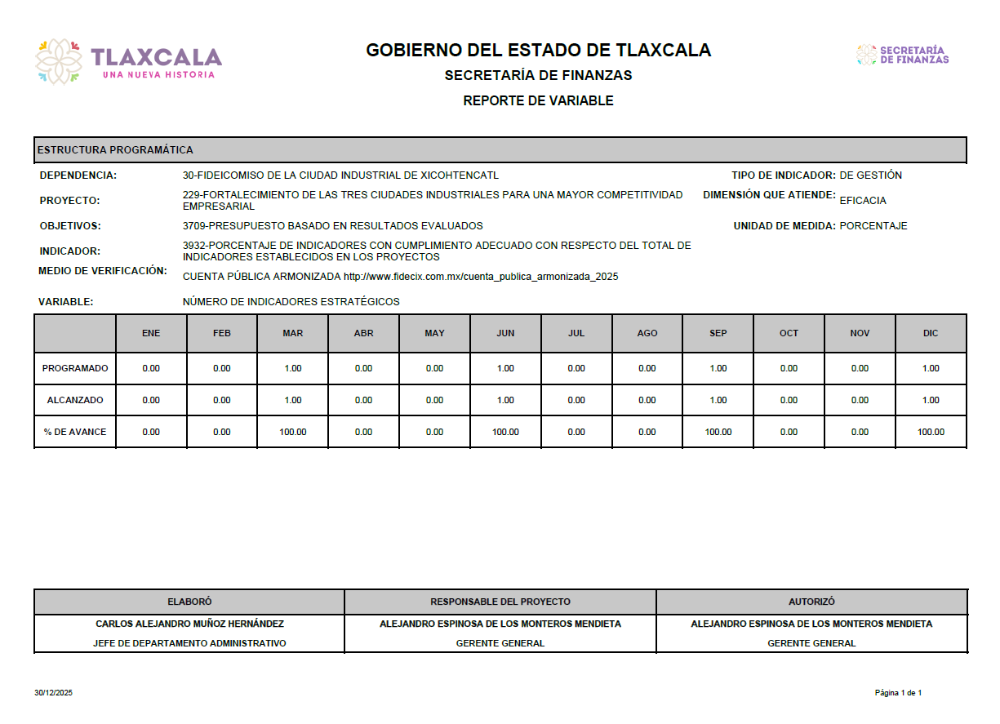 TLAXCALA
UNA NUEVA HISTORIA
GOBIERNO DEL ESTADO DE TLAXCALA
SECRETARÍA DE FINANZAS
REPORTE DE VARIABLE
SECRETARÍA
DE FINANZAS
ESTRUCTURA PROGRAMÁTICA
DEPENDENCIA: 30-FIDEICOMISO DE LA CIUDAD INDUSTRIAL DE XICOHTENCATL TIPO DE INDICADOR: DE GESTIÓN
PROYECTO: 229-FORTALECIMIENTO DE LAS TRES CIUDADES INDUSTRIALES PARA UNA MAYOR COMPETITIVIDAD
EMPRESARIAL
DIMENSIÓN QUE ATIENDE: EFICACIA
OBJETIVOS: 3709-PRESUPUESTO BASADO EN RESULTADOS EVALUADOS UNIDAD DE MEDIDA: PORCENTAJE
INDICADOR: 3932-PORCENTAJE DE INDICADORES CON CUMPLIMIENTO ADECUADO CON RESPECTO DEL TOTAL DE
INDICADORES ESTABLECIDOS EN LOS PROYECTOS
MEDIO DE VERIFICACIÓN: CUENTA PÚBLICA ARMONIZADA http://www.fidecix.com.mx/cuenta_publica_armonizada_2025
VARIABLE: NÚMERO DE INDICADORES ESTRATÉGICOS
ENE FEB MAR ABR MAY JUN JUL AGO SEP OCT NOV DIC
PROGRAMADO 0.00 0.00 1.00 0.00 0.00 1.00 0.00 0.00 1.00 0.00 0.00 1.00
ALCANZADO 0.00 0.00 1.00 0.00 0.00 1.00 0.00 0.00 1.00 0.00 0.00 1.00
% DE AVANCE 0.00 0.00 100.00 0.00 0.00 100.00 0.00 0.00 100.00 0.00 0.00 100.00
ELABORÓ RESPONSABLE DEL PROYECTO AUTORIZÓ
CARLOS ALEJANDRO MUÑOZ HERNÁNDEZ ALEJANDRO ESPINOSA DE LOS MONTEROS MENDIETA ALEJANDRO ESPINOSA DE LOS MONTEROS MENDIETA
JEFE DE DEPARTAMENTO ADMINISTRATIVO GERENTE GENERAL GERENTE GENERAL
30/12/2025 Página 1 de 1